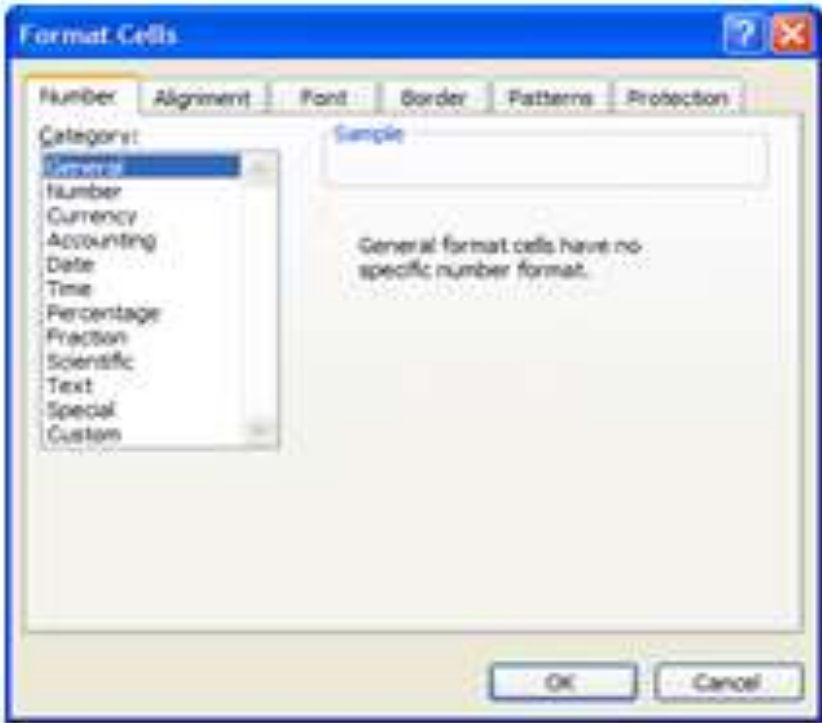 Format Cells
Number Alignment Font Border Patterns Protection
Category:
General
Number
Currency
Accounting
Date
Time
Percentage
Fraction
Scientific
Text
Special
Custom
Sample
General format cells have no
specific number format.
OK Cancel